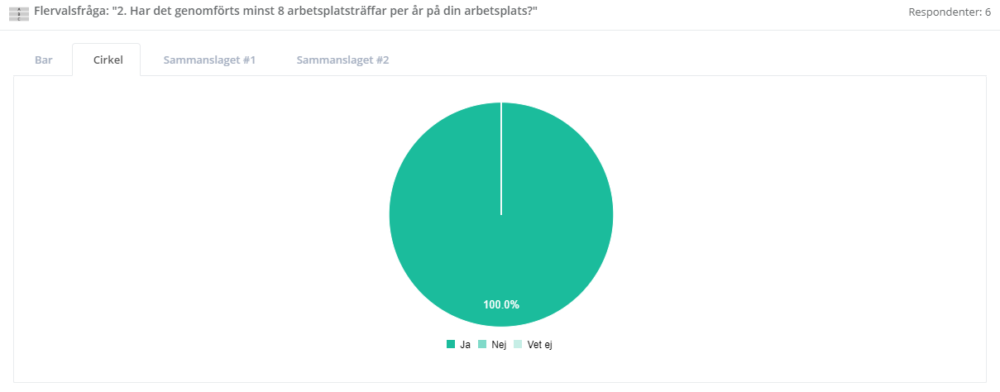 Flervalsfråga: "2. Har det genomförts minst 8 arbetsplatsträffar per år på din arbetsplats?" Respondenter: 6
Bar Cirkel Sammanslaget #1 Sammanslaget #2
100.0%
Ja Nej Vet ej